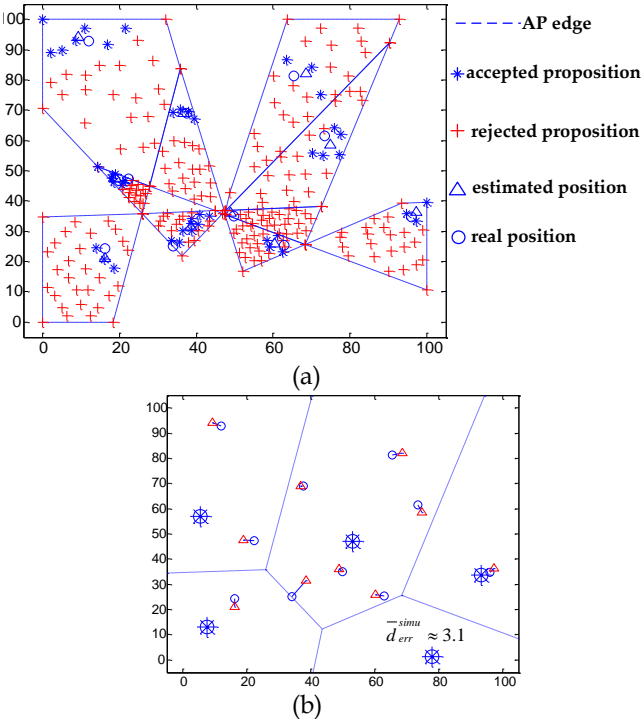 100
90
80
70
60
50
40
30
20
10
0
0 20 40 60 80 100
AP edge
accepted proposition
rejected proposition
estimated position
real position
(a)
100
90
80
70
60
50
40
30
20
10
0
0 20 40 60 80 100
d̄ err simu ≈ 3.1
(b)